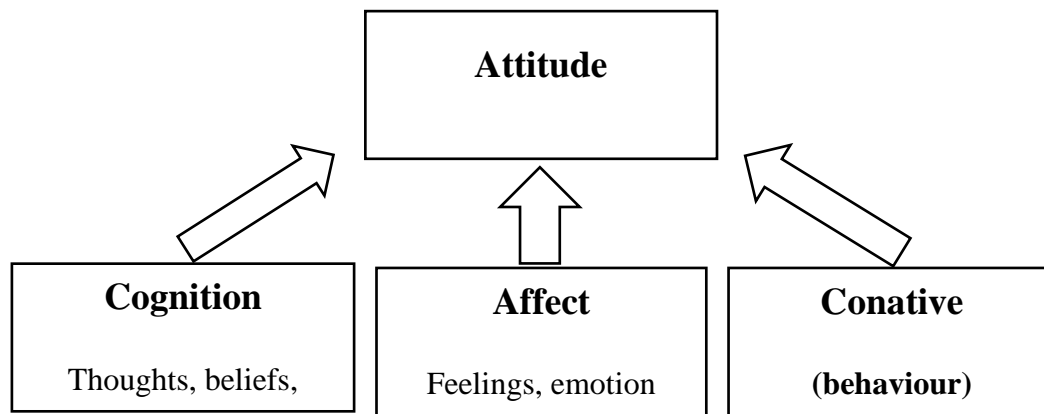 Attitude
Cognition
Thoughts, beliefs,
Affect
Feelings, emotion
Conative
(behaviour)